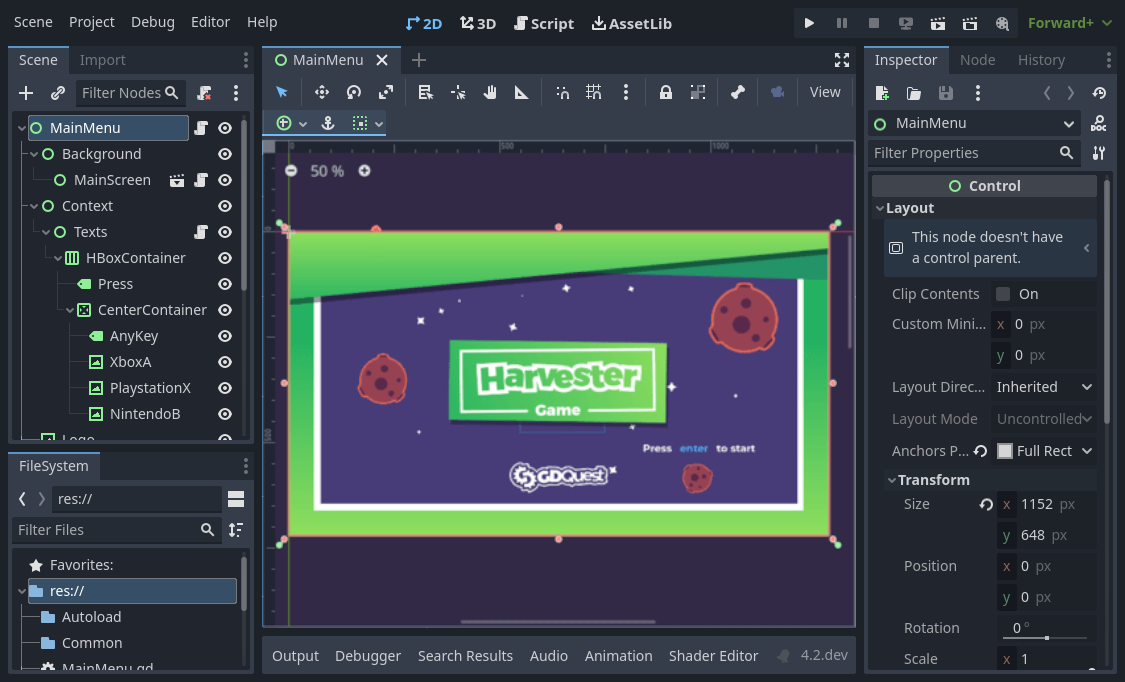 Scene Project Debug Editor Help
2D 3D Script AssetLib
Forward+
Scene Import
Filter Nodes
MainMenu
Background
MainScreen
Context
Texts
HBoxContainer
Press
CenterContainer
AnyKey
XboxA
PlaystationX
NintendoB
Logo
FileSystem
res://
Filter Files
Favorites:
res://
Autoload
Common
MainMenu.gd
MainMenu
View
0 500 1000
50 %
0
500
Harvester
Game
Press enter to start
GDQuest
Output Debugger Search Results Audio Animation Shader Editor 4.2.dev
Inspector Node History
MainMenu
DOC
Filter Properties
Control
Layout
This node doesn't have
a control parent.
Clip Contents On
Custom Mini... x 0 px
y 0 px
Layout Direc... Inherited
Layout Mode Uncontrolled
Anchors P... Full Rect
Transform
Size x 1152 px
y 648 px
Position x 0 px
y 0 px
Rotation 0 °
Scale x 1